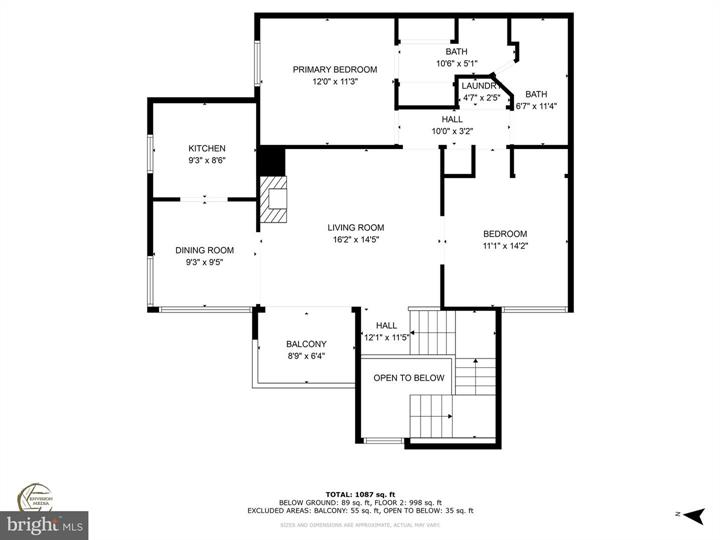 BATH
10'6" x 5'1"
PRIMARY BEDROOM
12'0" x 11'3"
LAUNDRY
4'7" x 2'5"
BATH
6'7" x 11'4"
HALL
10'0" x 3'2"
KITCHEN
9'3" x 8'6"
LIVING ROOM
16'2" x 14'5"
BEDROOM
11'1" x 14'2"
DINING ROOM
9'3" x 9'5"
HALL
12'1" x 11'5"
BALCONY
8'9" x 6'4"
OPEN TO BELOW
TOTAL: 1087 sq. ft
BELOW GROUND: 89 sq. ft, FLOOR 2: 998 sq. ft
EXCLUDED AREAS: BALCONY: 55 sq. ft, OPEN TO BELOW: 35 sq. ft
SIZES AND DIMENSIONS ARE APPROXIMATE, ACTUAL MAY VARY.
ENVISION
MEDIA
bright MLS
N